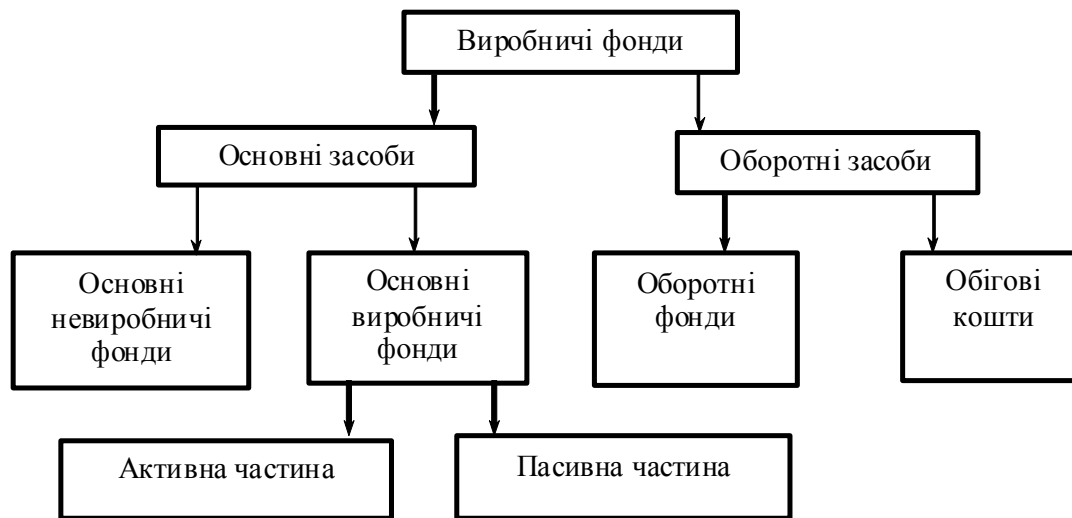 Виробничі фонди
Основні засоби
Оборотні засоби
Основні
невиробничі
фонди
Основні
виробничі
фонди
Оборотні
фонди
Обігові
кошти
Активна частина
Пасивна частина